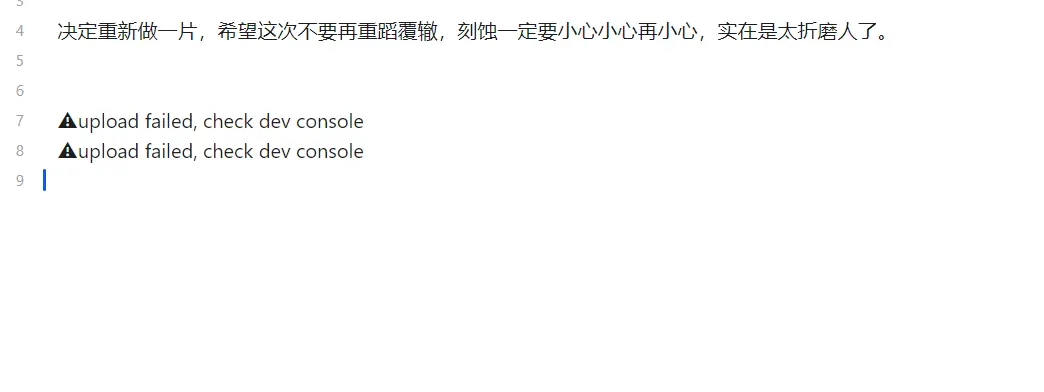 3
4 决定重新做一片，希望这次不要再重蹈覆辙，刻蚀一定要小心小心再小心，实在是太折磨人了。
5
6
7 ⚠upload failed, check dev console
8 ⚠upload failed, check dev console
9